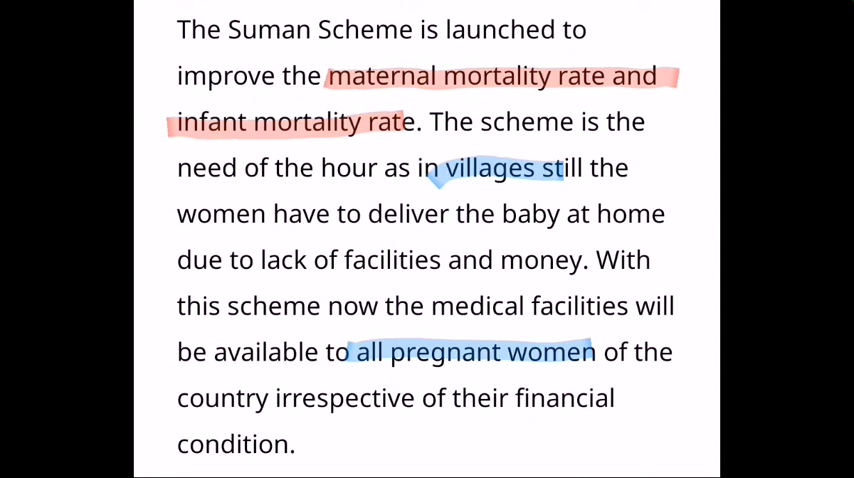 The Suman Scheme is launched to
improve the maternal mortality rate and
infant mortality rate. The scheme is the
need of the hour as in villages still the
women have to deliver the baby at home
due to lack of facilities and money. With
this scheme now the medical facilities will
be available to all pregnant women of the
country irrespective of their financial
condition.